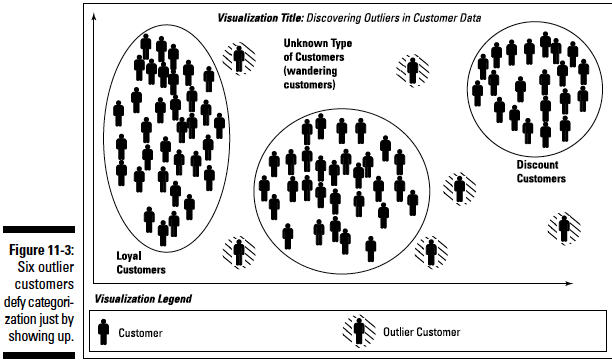 Visualization Title: Discovering Outliers in Customer Data
Unknown Type
of Customers
(wandering
customers)
Discount
Customers
Loyal
Customers
Figure 11-3:
Six outlier
customers
defy categori-
zation just by
showing up.
Visualization Legend
Customer
Outlier Customer